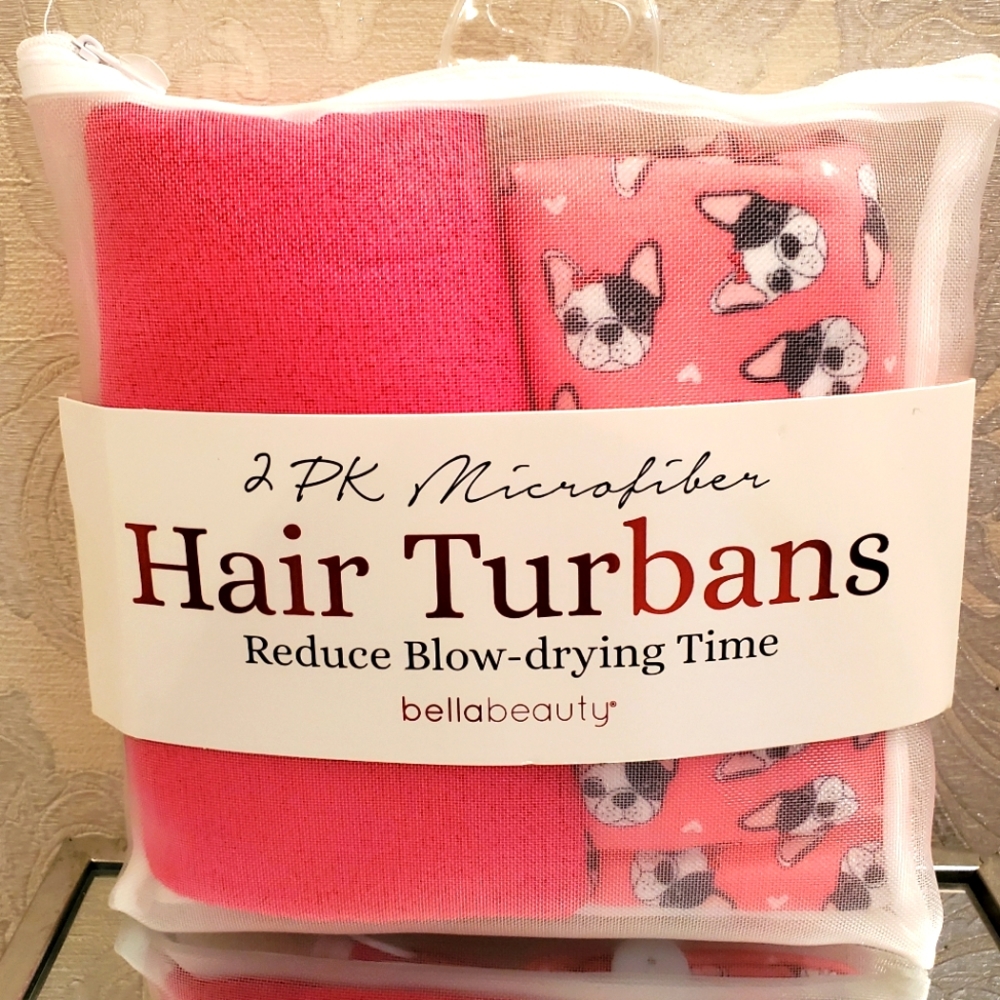 2 PK Microfiber
Hair Turbans
Reduce Blow-drying Time
bellabeauty®